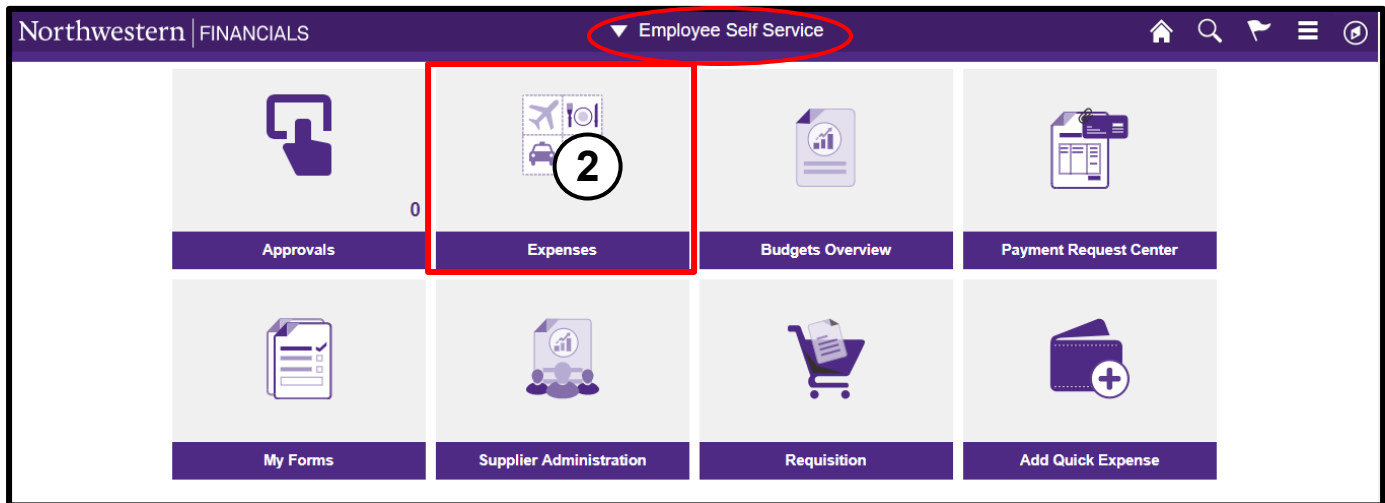 Northwestern | FINANCIALS
▼ Employee Self Service
2
0
Approvals
Expenses
Budgets Overview
Payment Request Center
My Forms
Supplier Administration
Requisition
Add Quick Expense